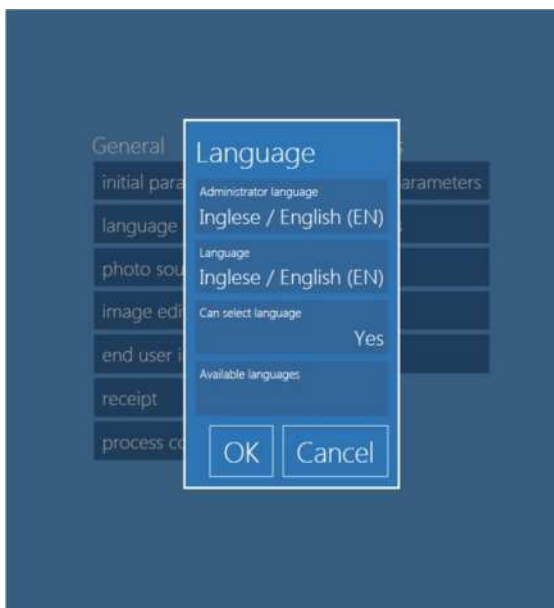 General
initial para
arameters
language
photo sou
image edi
end user i
receipt
process co
Language
Administrator language
Inglese / English (EN)
Language
Inglese / English (EN)
Can select language
Yes
Available languages
OK Cancel